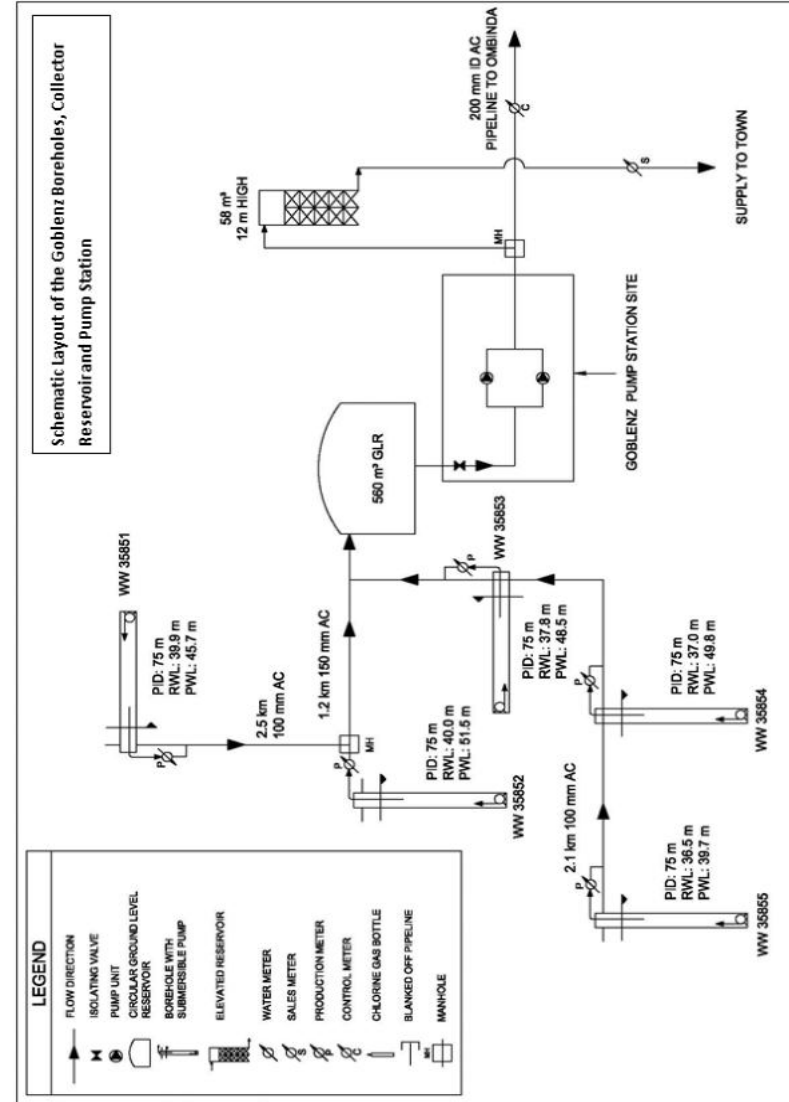 Schematic Layout of the Goblenz Boreholes, Collector
Reservoir and Pump Station
LEGEND
FLOW DIRECTION
ISOLATING VALVE
PUMP UNIT
CIRCULAR GROUND LEVEL
RESERVOIR
BOREHOLE WITH
SUBMERSIBLE PUMP
ELEVATED RESERVOIR
WATER METER
SALES METER
S
PRODUCTION METER
P
CONTROL METER
C
CHLORINE GAS BOTTLE
BLANKED OFF PIPELINE
MANHOLE
MH
WW 35851
PID: 75 m
RWL: 39.9 m
PWL: 45.7 m
P
2.5 km
100 mm AC
MH
P
PID: 75 m
RWL: 40.0 m
PWL: 51.5 m
WW 35852
1.2 km 150 mm AC
560 m³ GLR
WW 35853
P
PID: 75 m
RWL: 37.8 m
PWL: 48.5 m
P
PID: 75 m
RWL: 37.0 m
PWL: 49.8 m
WW 35854
2.1 km 100 mm AC
P
PID: 75 m
RWL: 36.5 m
PWL: 39.7 m
WW 35855
58 m³
12 m HIGH
MH
200 mm ID AC
PIPELINE TO OMBINDA
C
S
SUPPLY TO TOWN
GOBLENZ PUMP STATION SITE